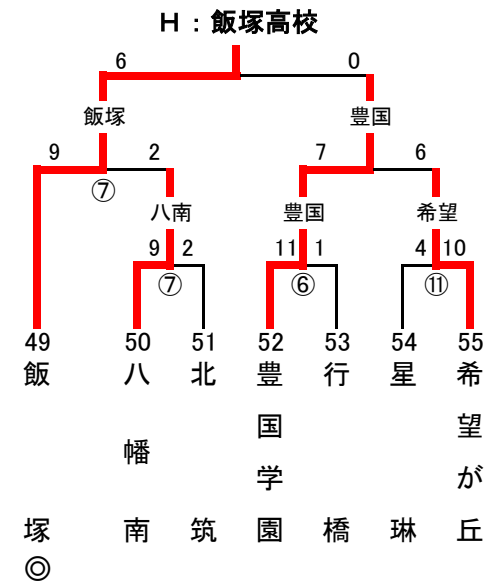 H：飯塚高校
6 0
飯塚 豊国
9 2 7 6
⑦
八南 豊国 希望
9 2 11 1 4 10
⑦ ⑥ ⑪
49 50 51 52 53 54 55
飯塚◎
八幡南
北筑
豊国学園
行橋
星琳
希望が丘